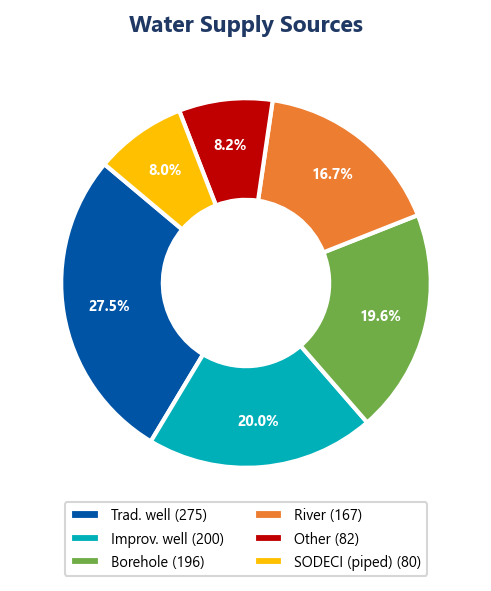 Water Supply Sources
8.2%
8.0%
16.7%
27.5%
19.6%
20.0%
Trad. well (275)
Improv. well (200)
Borehole (196)
River (167)
Other (82)
SODECI (piped) (80)